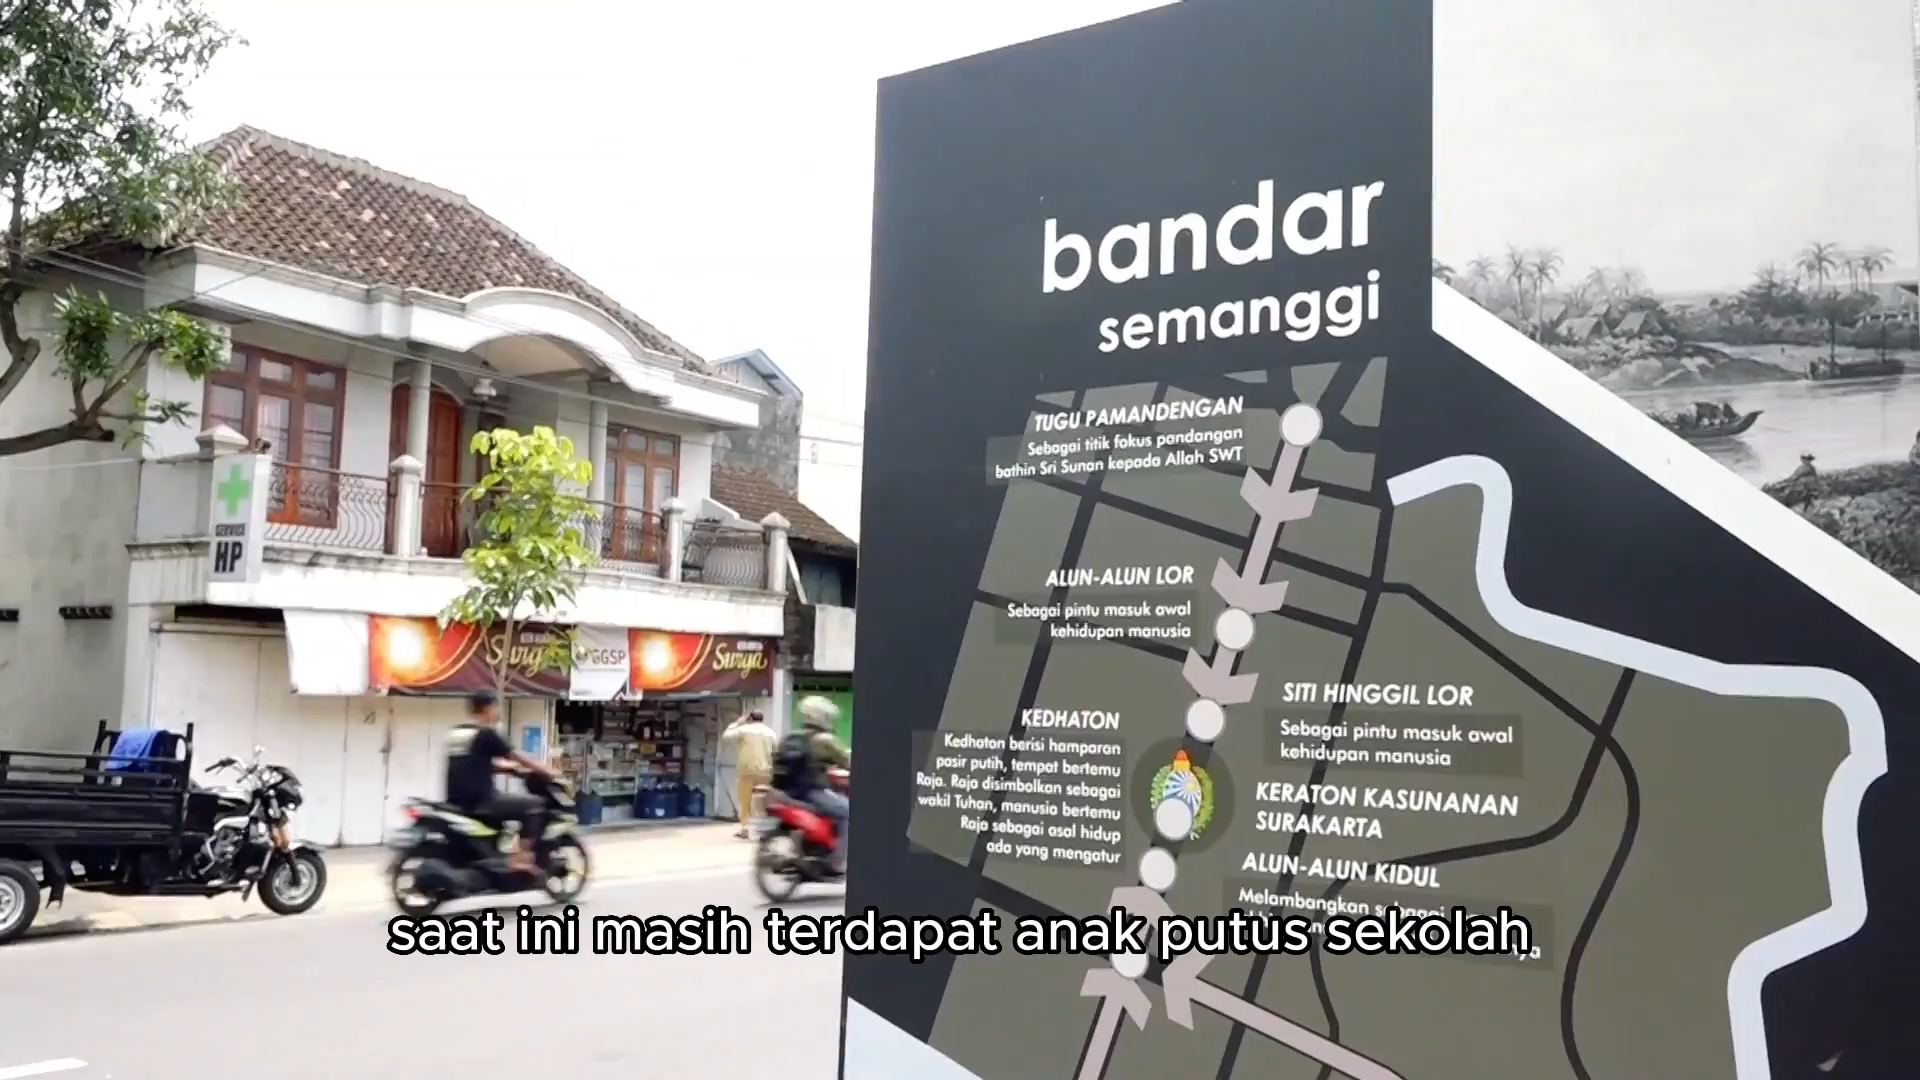 bandar
semanggi
TUGU PAMANDENGAN
Sebagai titik fokus pandangan
bathin Sri Sunan kepada Allah SWT
ALUN-ALUN LOR
Sebagai pintu masuk awal
kehidupan manusia
SITI HINGGIL LOR
Sebagai pintu masuk awal
kehidupan manusia
KEDHATON
Kedhaton berisi hamparan
pasir putih, tempat bertemu
Raja. Raja disimbolkan sebagai
wakil Tuhan, manusia bertemu
Raja sebagai asal hidup
ada yang mengatur
KERATON KASUNANAN
SURAKARTA
ALUN-ALUN KIDUL
Melambangkan sebagai
HP
Surya
GGSP
Surya
saat ini masih terdapat anak putus sekolah